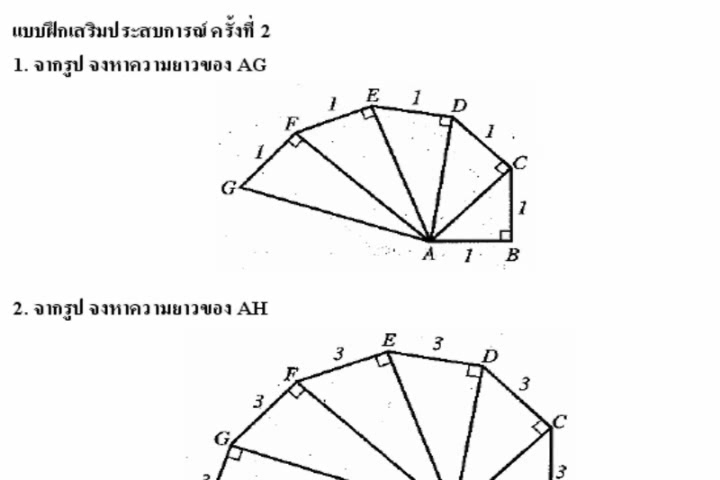 แบบฝึกเสริมประสบการณ์ ครั้งที่ 2
1. จากรูป จงหาความยาวของ AG
E
1
1
D
F
1
1
C
G
1
A
1
B
2. จากรูป จงหาความยาวของ AH
E
3
3
D
F
3
3
C
G
3
3